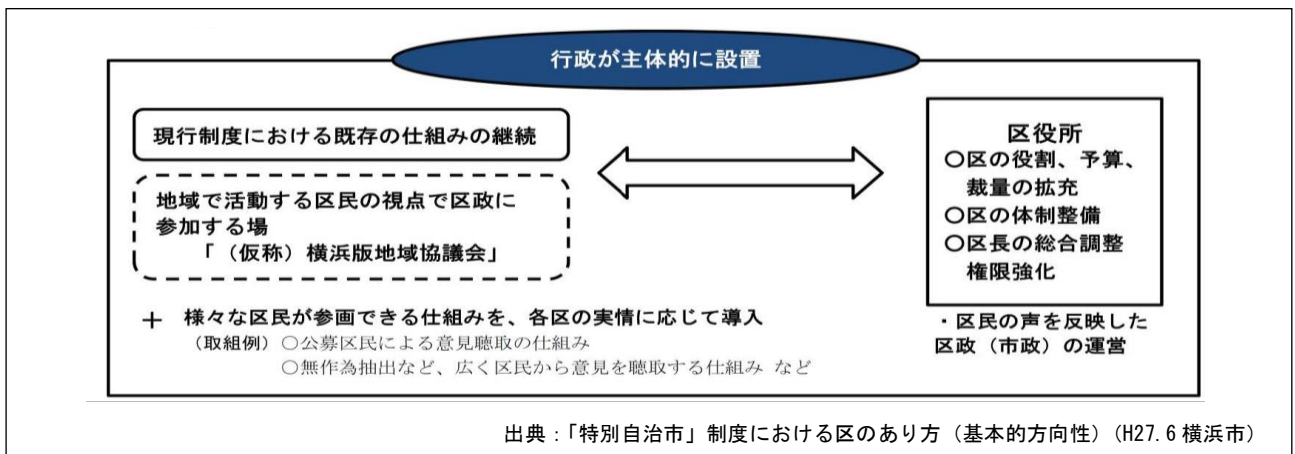 行政が主体的に設置
現行制度における既存の仕組みの継続
地域で活動する区民の視点で区政に
参加する場
「（仮称）横浜版地域協議会」
＋ 様々な区民が参画できる仕組みを、各区の実情に応じて導入
（取組例）〇公募区民による意見聴取の仕組み
〇無作為抽出など、広く区民から意見を聴取する仕組み など
区役所
〇区の役割、予算、
裁量の拡充
〇区の体制整備
〇区長の総合調整
権限強化
・区民の声を反映した
区政（市政）の運営
出典：「特別自治市」制度における区のあり方（基本的方向性）（H27.6 横浜市）